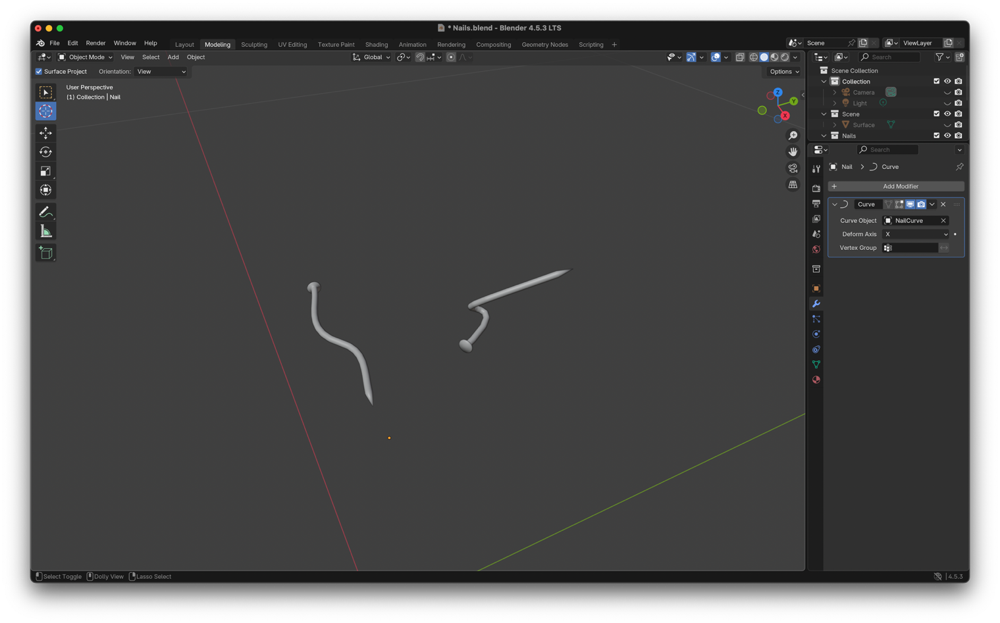 * Nails.blend - Blender 4.5.3 LTS
File Edit Render Window Help Layout Modeling Sculpting UV Editing Texture Paint Shading Animation Rendering Compositing Geometry Nodes Scripting + Scene ViewLayer
Object Mode View Select Add Object Global Search
Surface Project Orientation: View Options
User Perspective
(1) Collection | Nail
Z
Y
X
Scene Collection
Collection
Camera
Light
Scene
Surface
Nails
Search
Nail > Curve
+ Add Modifier
Curve
Curve Object NailCurve
Deform Axis X
Vertex Group
Select Toggle Dolly View Lasso Select 4.5.3